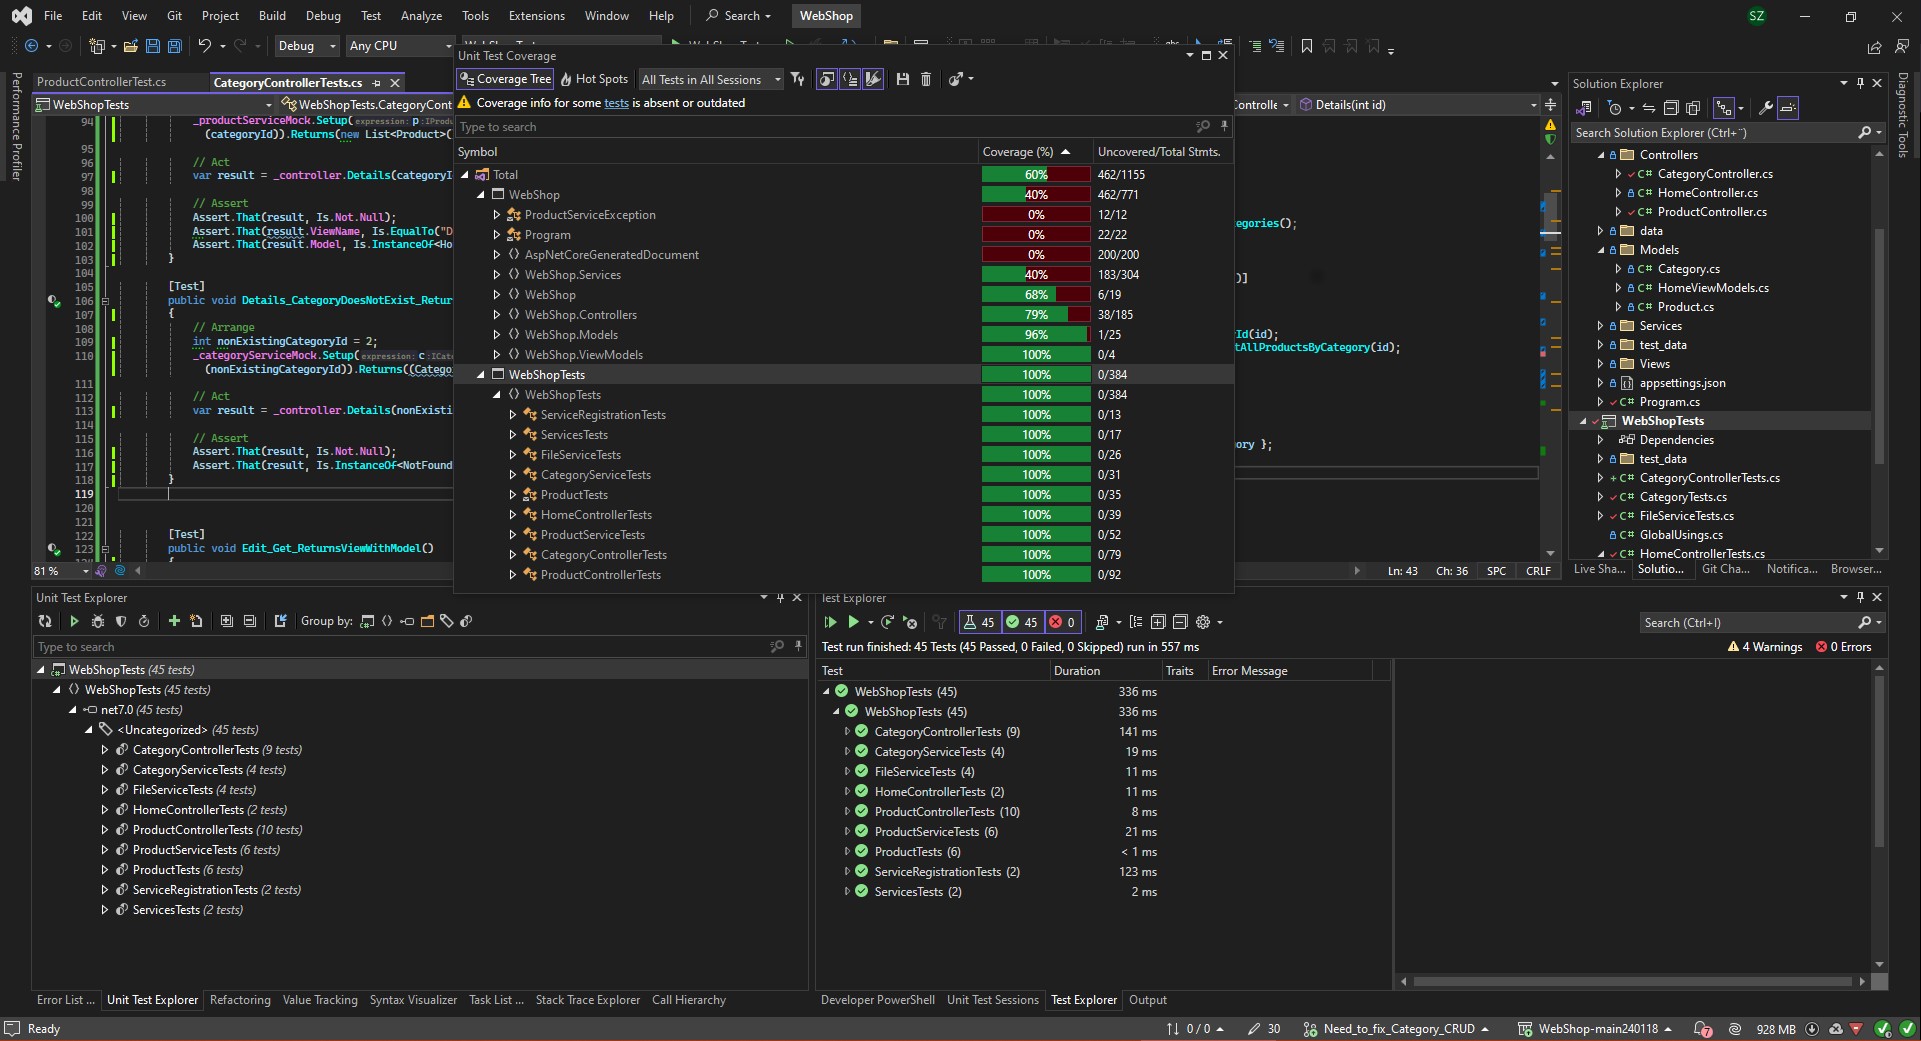 File Edit View Git Project Build Debug Test Analyze Tools Extensions Window Help Search WebShop SZ
Debug Any CPU
Performance Profiler
ProductControllerTest.cs CategoryControllerTests.cs
WebShopTests WebShopTests.CategoryCont
94 _productServiceMock.Setup(expression: p
(categoryId)).Returns(new List<Product>(
95
96 // Act
97 var result = _controller.Details(categoryI
98
99 // Assert
100 Assert.That(result, Is.Not.Null);
101 Assert.That(result.ViewName, Is.EqualTo("D
102 Assert.That(result.Model, Is.InstanceOf<Ho
103 }
104
105 [Test]
106 public void Details_CategoryDoesNotExist_Retur
107 {
108 // Arrange
109 int nonExistingCategoryId = 2;
110 _categoryServiceMock.Setup(expression: c
(nonExistingCategoryId)).Returns((Catego
111
112 // Act
113 var result = _controller.Details(nonExisti
114
115 // Assert
116 Assert.That(result, Is.Not.Null);
117 Assert.That(result, Is.InstanceOf<NotFound
118 }
119
120
121
122 [Test]
123 public void Edit_Get_ReturnsViewWithModel()
81 %
Unit Test Coverage
Coverage Tree Hot Spots All Tests in All Sessions
Coverage info for some tests is absent or outdated
Type to search
Symbol Coverage (%) Uncovered/Total Stmts.
Total 60% 462/1155
WebShop 40% 462/771
ProductServiceException 0% 12/12
Program 0% 22/22
AspNetCoreGeneratedDocument 0% 200/200
WebShop.Services 40% 183/304
WebShop 68% 6/19
WebShop.Controllers 79% 38/185
WebShop.Models 96% 1/25
WebShop.ViewModels 100% 0/4
WebShopTests 100% 0/384
WebShopTests 100% 0/384
ServiceRegistrationTests 100% 0/13
ServicesTests 100% 0/17
FileServiceTests 100% 0/26
CategoryServiceTests 100% 0/31
ProductTests 100% 0/35
HomeControllerTests 100% 0/39
ProductServiceTests 100% 0/52
CategoryControllerTests 100% 0/79
ProductControllerTests 100% 0/92
Controlle Details(int id)
egories();
)]
Id(id);
tAllProductsByCategory(id);
ory };
Ln: 43 Ch: 36 SPC CRLF
Solution Explorer
Search Solution Explorer (Ctrl+¨)
Controllers
C# CategoryController.cs
C# HomeController.cs
C# ProductController.cs
data
Models
C# Category.cs
C# HomeViewModels.cs
C# Product.cs
Services
test_data
Views
appsettings.json
C# Program.cs
WebShopTests
Dependencies
test_data
C# CategoryControllerTests.cs
C# CategoryTests.cs
C# FileServiceTests.cs
C# GlobalUsings.cs
C# HomeControllerTests.cs
Live Sha... Solutio... Git Cha... Notifica... Browser...
Diagnostic Tools
Unit Test Explorer
Group by:
Type to search
WebShopTests (45 tests)
WebShopTests (45 tests)
net7.0 (45 tests)
<Uncategorized> (45 tests)
CategoryControllerTests (9 tests)
CategoryServiceTests (4 tests)
FileServiceTests (4 tests)
HomeControllerTests (2 tests)
ProductControllerTests (10 tests)
ProductServiceTests (6 tests)
ProductTests (6 tests)
ServiceRegistrationTests (2 tests)
ServicesTests (2 tests)
Error List ... Unit Test Explorer Refactoring Value Tracking Syntax Visualizer Task List ... Stack Trace Explorer Call Hierarchy
Test Explorer
45 45 0 Search (Ctrl+I)
Test run finished: 45 Tests (45 Passed, 0 Failed, 0 Skipped) run in 557 ms 4 Warnings 0 Errors
Test Duration Traits Error Message
WebShopTests (45) 336 ms
WebShopTests (45) 336 ms
CategoryControllerTests (9) 141 ms
CategoryServiceTests (4) 19 ms
FileServiceTests (4) 11 ms
HomeControllerTests (2) 11 ms
ProductControllerTests (10) 8 ms
ProductServiceTests (6) 21 ms
ProductTests (6) < 1 ms
ServiceRegistrationTests (2) 123 ms
ServicesTests (2) 2 ms
Developer PowerShell Unit Test Sessions Test Explorer Output
Ready 0 / 0 30 Need_to_fix_Category_CRUD WebShop-main240118 7 928 MB